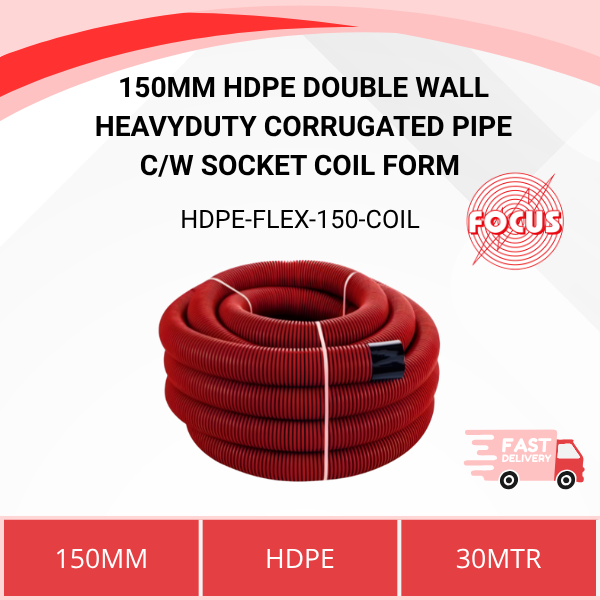 150MM HDPE DOUBLE WALL
HEAVYDUTY CORRUGATED PIPE
C/W SOCKET COIL FORM
HDPE-FLEX-150-COIL
FOCUS
FAST
DELIVERY
150MM
HDPE
30MTR